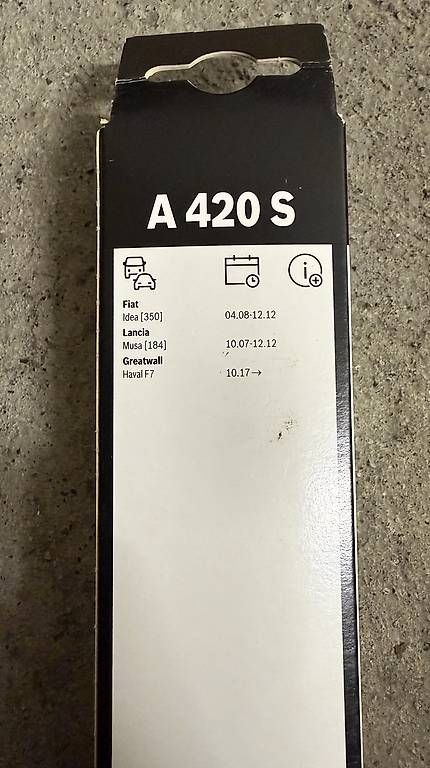 A 420 S
Fiat
Idea [350] 04.08-12.12
Lancia
Musa [184] 10.07-12.12
Greatwall
Haval F7 10.17→